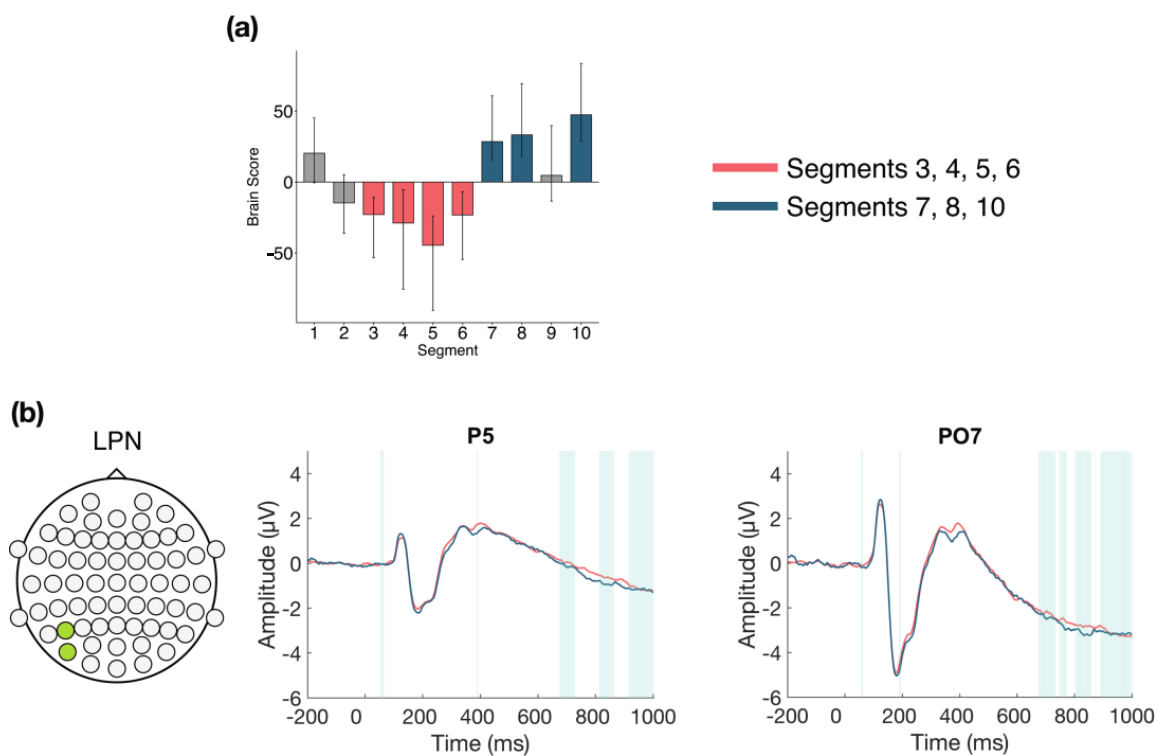 (a)
50
0
−50
Brain Score
1 2 3 4 5 6 7 8 9 10
Segment
Segments 3, 4, 5, 6
Segments 7, 8, 10
(b)
LPN
P5
4
2
0
-2
-4
-6
Amplitude (µV)
-200 0 200 400 600 800 1000
Time (ms)
PO7
4
2
0
-2
-4
-6
Amplitude (µV)
-200 0 200 400 600 800 1000
Time (ms)